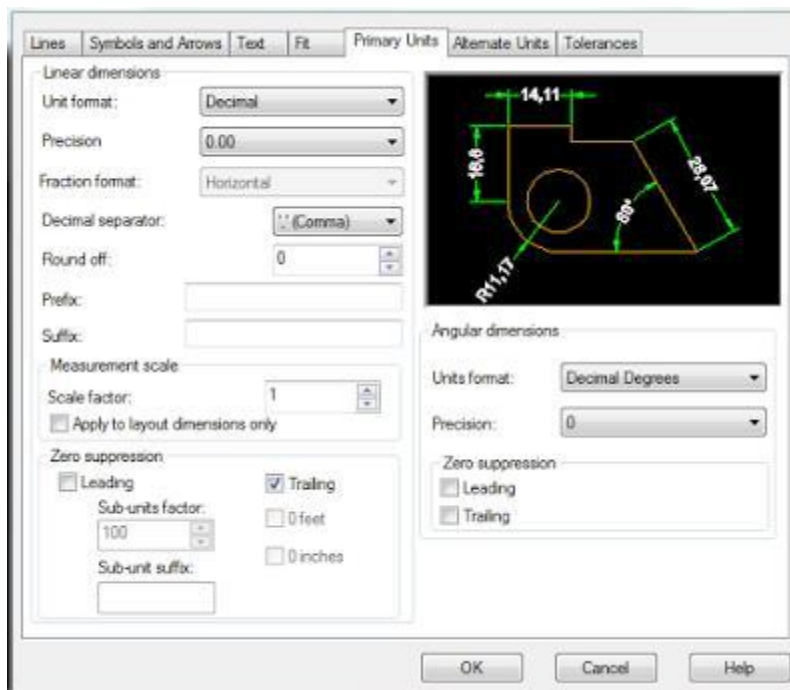 Lines Symbols and Arrows Text Fit Primary Units Alternate Units Tolerances
Linear dimensions
Unit format: Decimal
Precision 0.00
Fraction format: Horizontal
Decimal separator: ',' (Comma)
Round off: 0
Prefix:
Suffix:
Measurement scale
Scale factor: 1
Apply to layout dimensions only
Zero suppression
Leading Trailing
Sub-units factor: 0 feet
100
0 inches
Sub-unit suffix:
14,11
16,6
28,07
80°
R11,17
Angular dimensions
Units format: Decimal Degrees
Precision: 0
Zero suppression
Leading
Trailing
OK Cancel Help